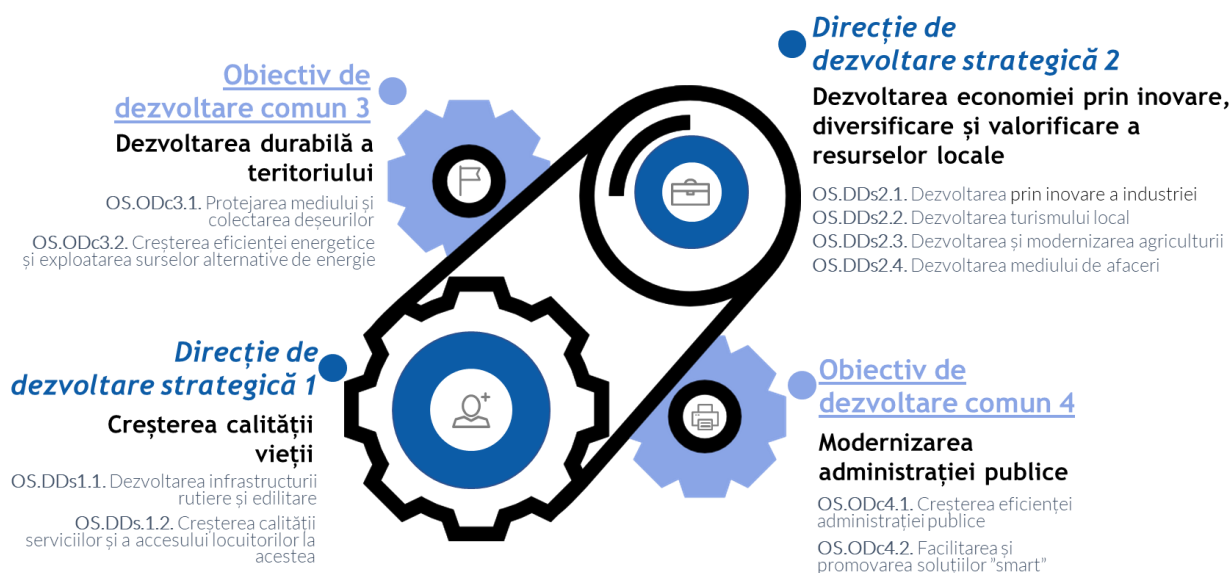 Obiectiv de
dezvoltare comun 3
Dezvoltarea durabilă a
teritoriului
OS.ODc3.1. Protejarea mediului și
colectarea deșeurilor
OS.ODc3.2. Creșterea eficienței energetice
și exploatarea surselor alternative de energie
Direcție de
dezvoltare strategică 2
Dezvoltarea economiei prin inovare,
diversificare și valorificare a
resurselor locale
OS.DDs2.1. Dezvoltarea prin inovare a industriei
OS.DDs2.2. Dezvoltarea turismului local
OS.DDs2.3. Dezvoltarea și modernizarea agriculturii
OS.DDs2.4. Dezvoltarea mediului de afaceri
Direcție de
dezvoltare strategică 1
Creșterea calității
vieții
OS.DDs1.1. Dezvoltarea infrastructurii
rutiere și edilitare
OS.DDs.1.2. Creșterea calității
serviciilor și a accesului locuitorilor la
acestea
Obiectiv de
dezvoltare comun 4
Modernizarea
administrației publice
OS.ODc4.1. Creșterea eficienței
administrației publice
OS.ODc4.2. Facilitarea și
promovarea soluțiilor ”smart”